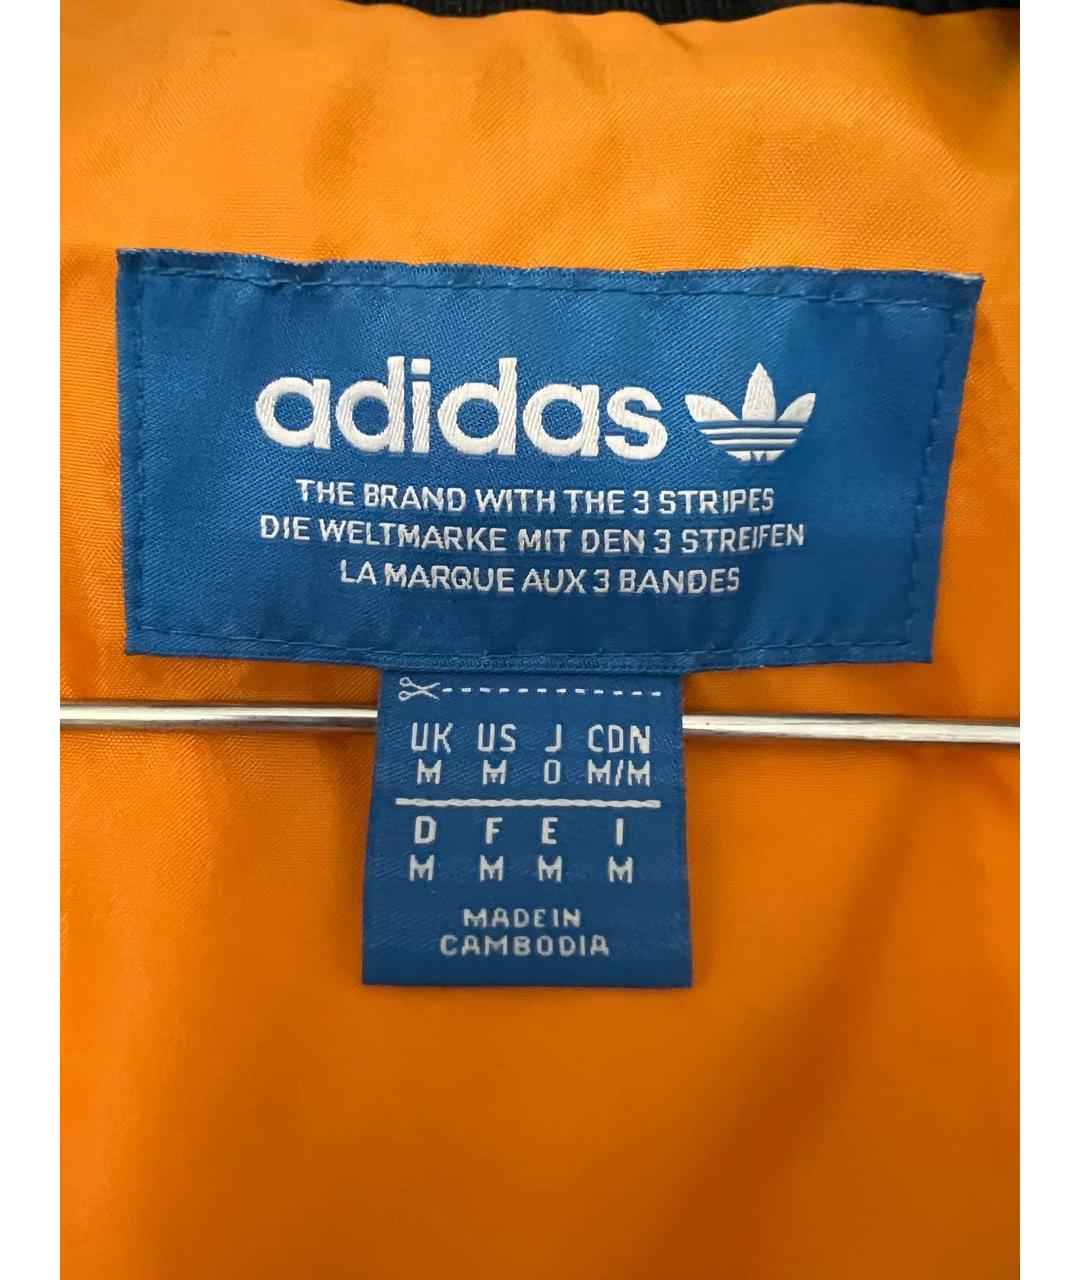 adidas
THE BRAND WITH THE 3 STRIPES
DIE WELTMARKE MIT DEN 3 STREIFEN
LA MARQUE AUX 3 BANDES
UK US J CDN
M M O M/M
D F E I
M M M M
MADE IN
CAMBODIA